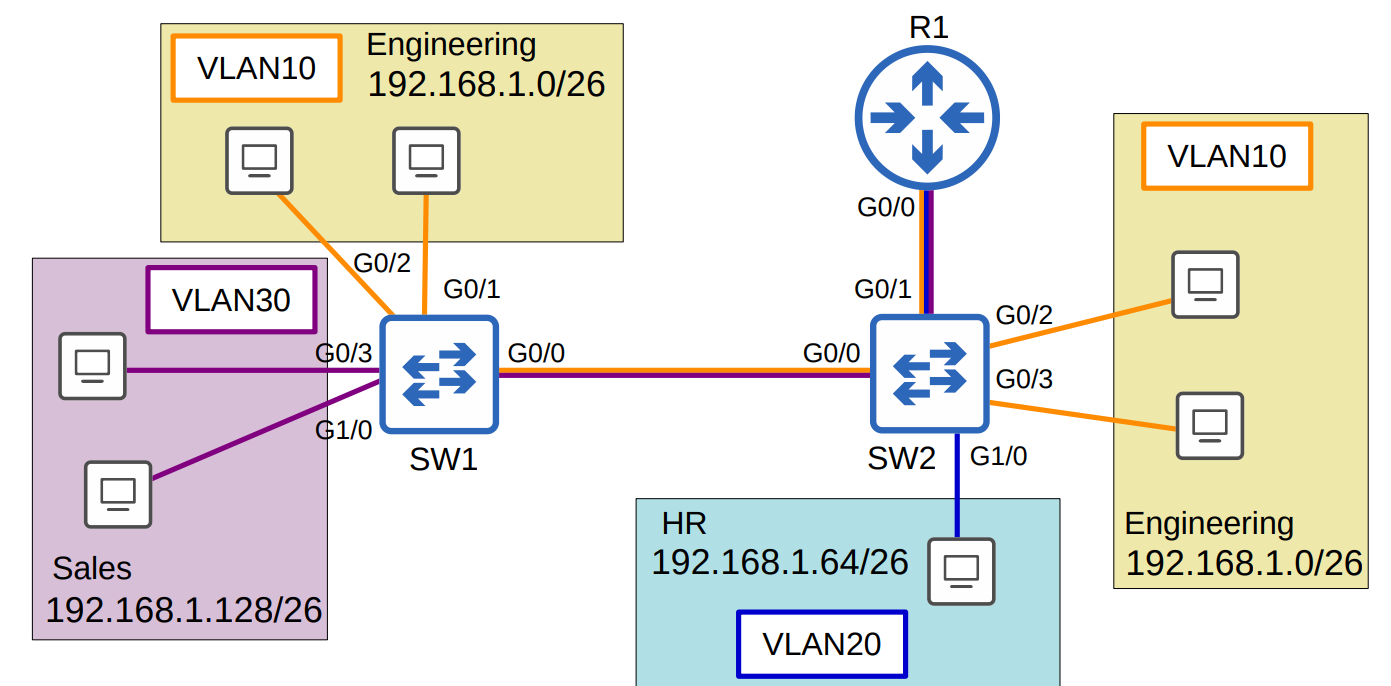 R1
VLAN10
Engineering
192.168.1.0/26
VLAN10
G0/0
G0/2
G0/1
G0/1
VLAN30
G0/2
G0/3
G0/0
G0/0
G0/3
G1/0
SW1
SW2
G1/0
HR
192.168.1.64/26
Engineering
192.168.1.0/26
Sales
192.168.1.128/26
VLAN20